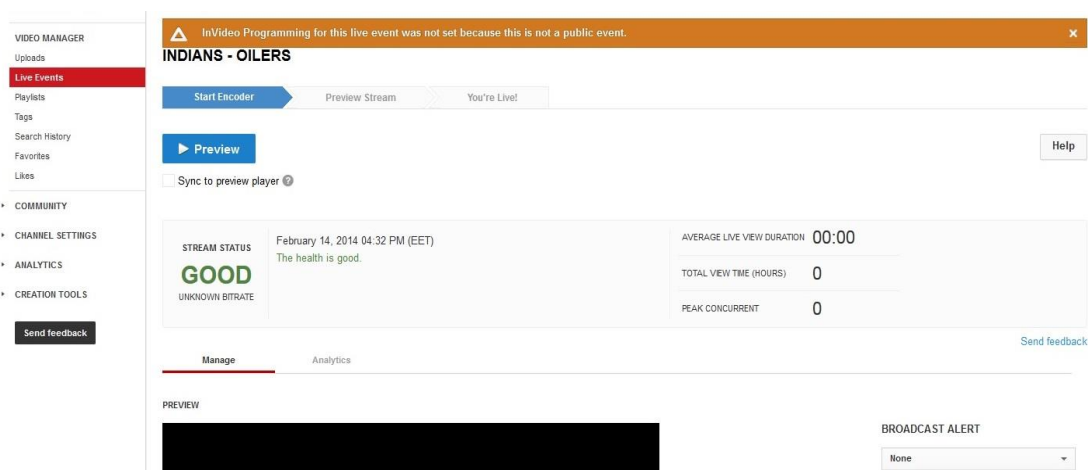 InVideo Programming for this live event was not set because this is not a public event.
VIDEO MANAGER
Uploads
Live Events
Playlists
Tags
Search History
Favorites
Likes
COMMUNITY
CHANNEL SETTINGS
ANALYTICS
CREATION TOOLS
Send feedback
INDIANS - OILERS
Start Encoder
Preview Stream
You're Live!
Preview
Help
Sync to preview player ?
STREAM STATUS
GOOD
UNKNOWN BITRATE
February 14, 2014 04:32 PM (EET)
The health is good.
AVERAGE LIVE VIEW DURATION 00:00
TOTAL VIEW TIME (HOURS) 0
PEAK CONCURRENT 0
Send feedback
Manage
Analytics
PREVIEW
BROADCAST ALERT
None